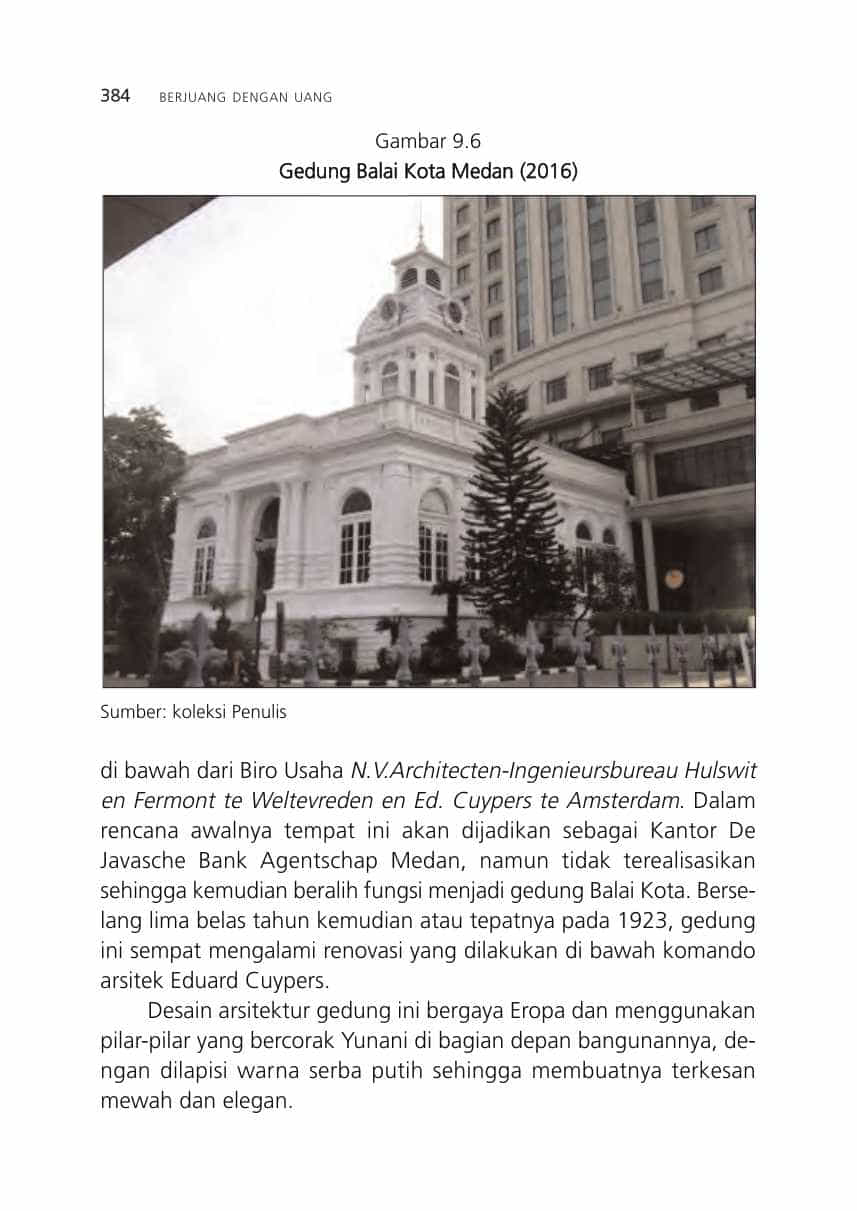 384 BERJUANG DENGAN UANG
Gambar 9.6
Gedung Balai Kota Medan (2016)
Sumber: koleksi Penulis
di bawah dari Biro Usaha N.V.Architecten-Ingenieursbureau Hulswit
en Fermont te Weltevreden en Ed. Cuypers te Amsterdam. Dalam
rencana awalnya tempat ini akan dijadikan sebagai Kantor De
Javasche Bank Agentschap Medan, namun tidak terealisasikan
sehingga kemudian beralih fungsi menjadi gedung Balai Kota. Berse-
lang lima belas tahun kemudian atau tepatnya pada 1923, gedung
ini sempat mengalami renovasi yang dilakukan di bawah komando
arsitek Eduard Cuypers.
Desain arsitektur gedung ini bergaya Eropa dan menggunakan
pilar-pilar yang bercorak Yunani di bagian depan bangunannya, de-
ngan dilapisi warna serba putih sehingga membuatnya terkesan
mewah dan elegan.